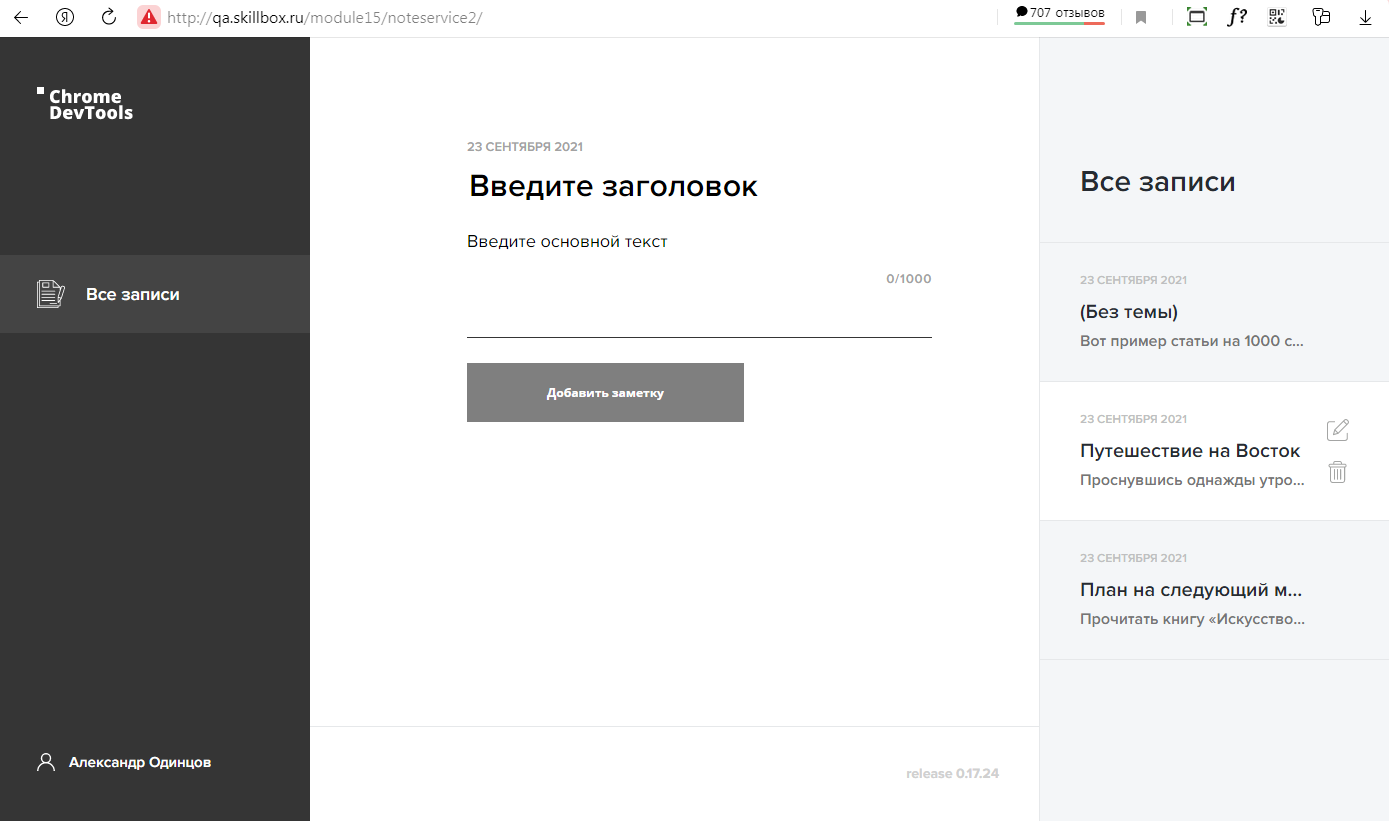 http://qa.skillbox.ru/module15/noteservice2/
707 отзывов
f?
Chrome
DevTools
Все записи
Александр Одинцов
23 СЕНТЯБРЯ 2021
Введите заголовок
Введите основной текст
0/1000
Добавить заметку
release 0.17.24
Все записи
23 СЕНТЯБРЯ 2021
(Без темы)
Вот пример статьи на 1000 с...
23 СЕНТЯБРЯ 2021
Путешествие на Восток
Проснувшись однажды утро...
23 СЕНТЯБРЯ 2021
План на следующий м...
Прочитать книгу «Искусство...